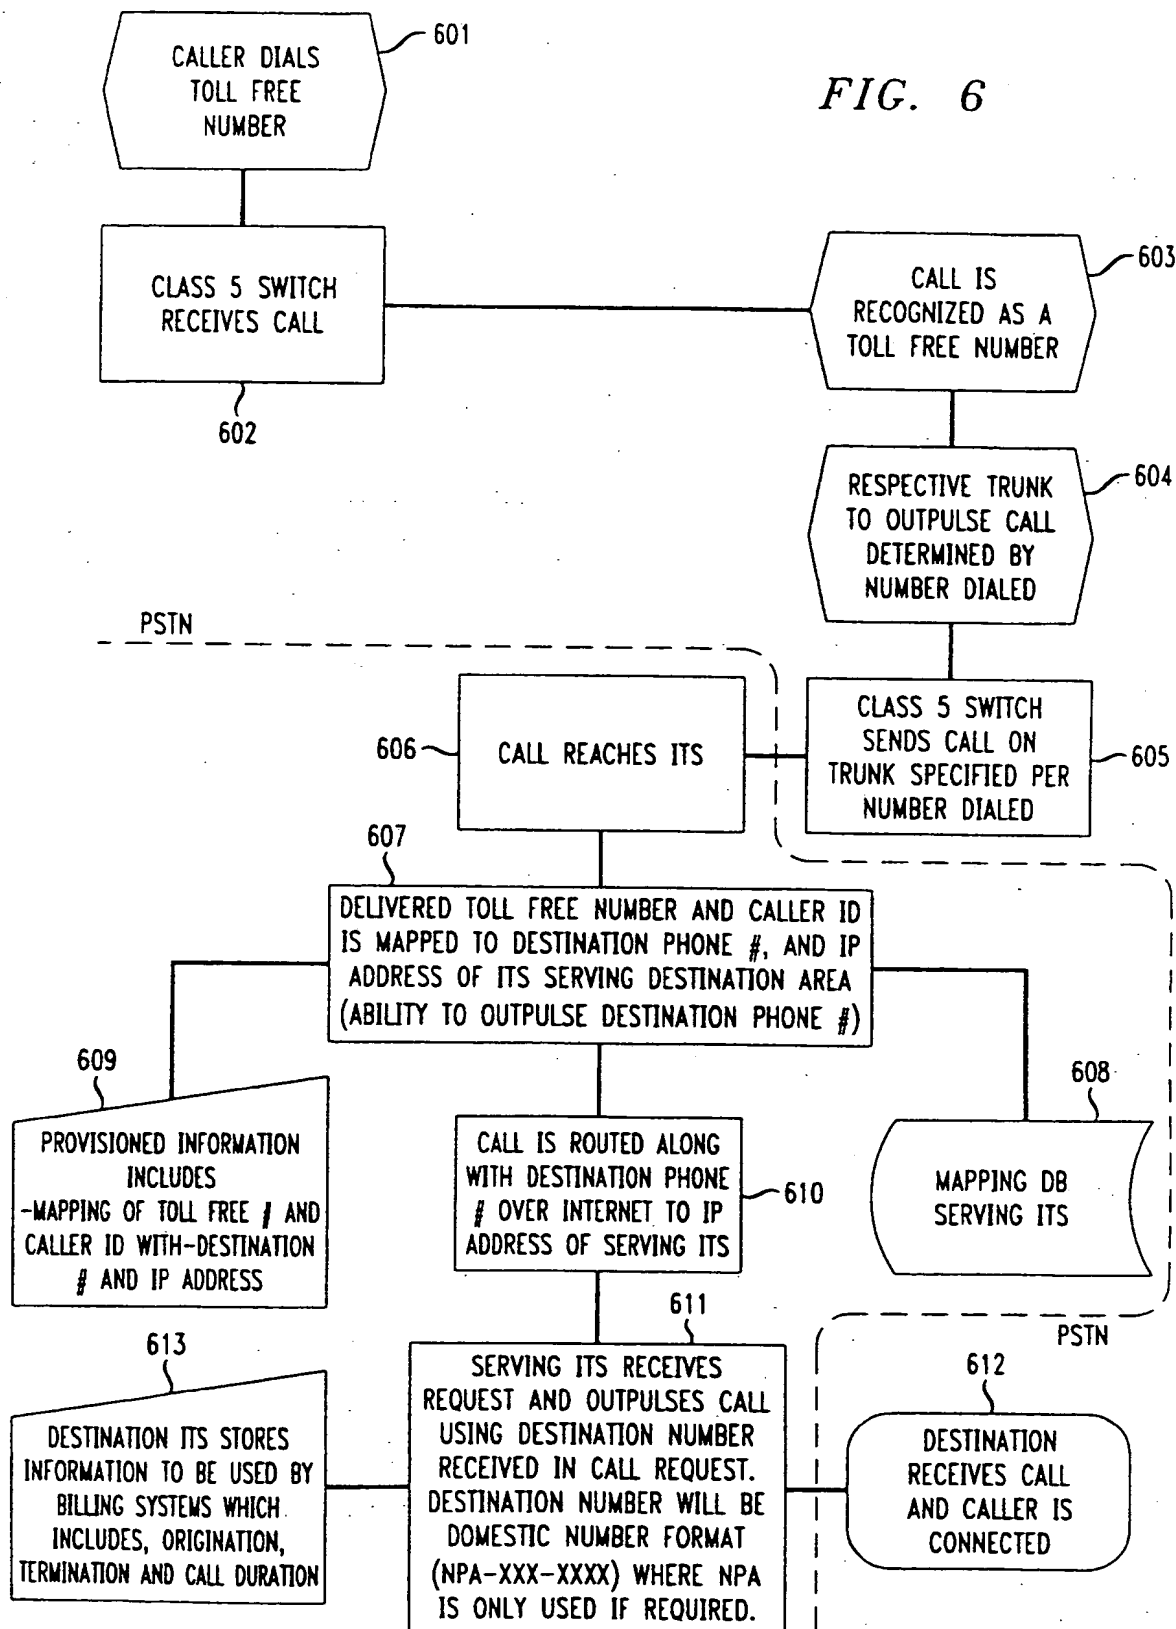 FIG. 6
601
CALLER DIALS
TOLL FREE
NUMBER
CLASS 5 SWITCH
RECEIVES CALL
602
603
CALL IS
RECOGNIZED AS A
TOLL FREE NUMBER
604
RESPECTIVE TRUNK
TO OUTPULSE CALL
DETERMINED BY
NUMBER DIALED
PSTN
CLASS 5 SWITCH
SENDS CALL ON
TRUNK SPECIFIED PER
NUMBER DIALED
605
606
CALL REACHES ITS
607
DELIVERED TOLL FREE NUMBER AND CALLER ID
IS MAPPED TO DESTINATION PHONE #, AND IP
ADDRESS OF ITS SERVING DESTINATION AREA
(ABILITY TO OUTPULSE DESTINATION PHONE #)
609
PROVISIONED INFORMATION
INCLUDES
-MAPPING OF TOLL FREE # AND
CALLER ID WITH-DESTINATION
# AND IP ADDRESS
CALL IS ROUTED ALONG
WITH DESTINATION PHONE
# OVER INTERNET TO IP
ADDRESS OF SERVING ITS
610
608
MAPPING DB
SERVING ITS
611
SERVING ITS RECEIVES
REQUEST AND OUTPULSES CALL
USING DESTINATION NUMBER
RECEIVED IN CALL REQUEST.
DESTINATION NUMBER WILL BE
DOMESTIC NUMBER FORMAT
(NPA-XXX-XXXX) WHERE NPA
IS ONLY USED IF REQUIRED.
613
DESTINATION ITS STORES
INFORMATION TO BE USED BY
BILLING SYSTEMS WHICH
INCLUDES, ORIGINATION,
TERMINATION AND CALL DURATION
PSTN
612
DESTINATION
RECEIVES CALL
AND CALLER IS
CONNECTED